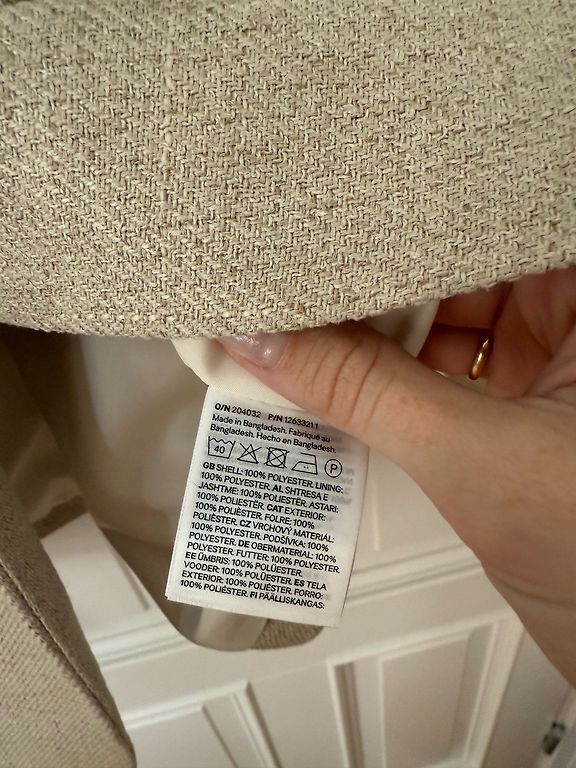 O/N 204032 P/N 12633211
Made in Bangladesh. Fabriqué au
Bangladesh. Hecho en Bangladesh.
40 P
GB SHELL: 100% POLYESTER. LINING:
100% POLYESTER. AL SHTRESA E
JASHTME: 100% POLIESTËR. ASTARI:
100% POLIESTËR. CAT EXTERIOR:
100% POLIÈSTER. FOLRE: 100%
POLIÈSTER. CZ VRCHOVÝ MATERIÁL:
100% POLYESTER. PODŠÍVKA: 100%
POLYESTER. DE OBERMATERIAL: 100%
POLYESTER. FUTTER: 100% POLYESTER.
EE ÜMBRIS: 100% POLÜESTER.
VOODER: 100% POLÜESTER. ES TELA
EXTERIOR: 100% POLIÉSTER. FORRO:
100% POLIÉSTER. FI PÄÄLLISKANGAS: